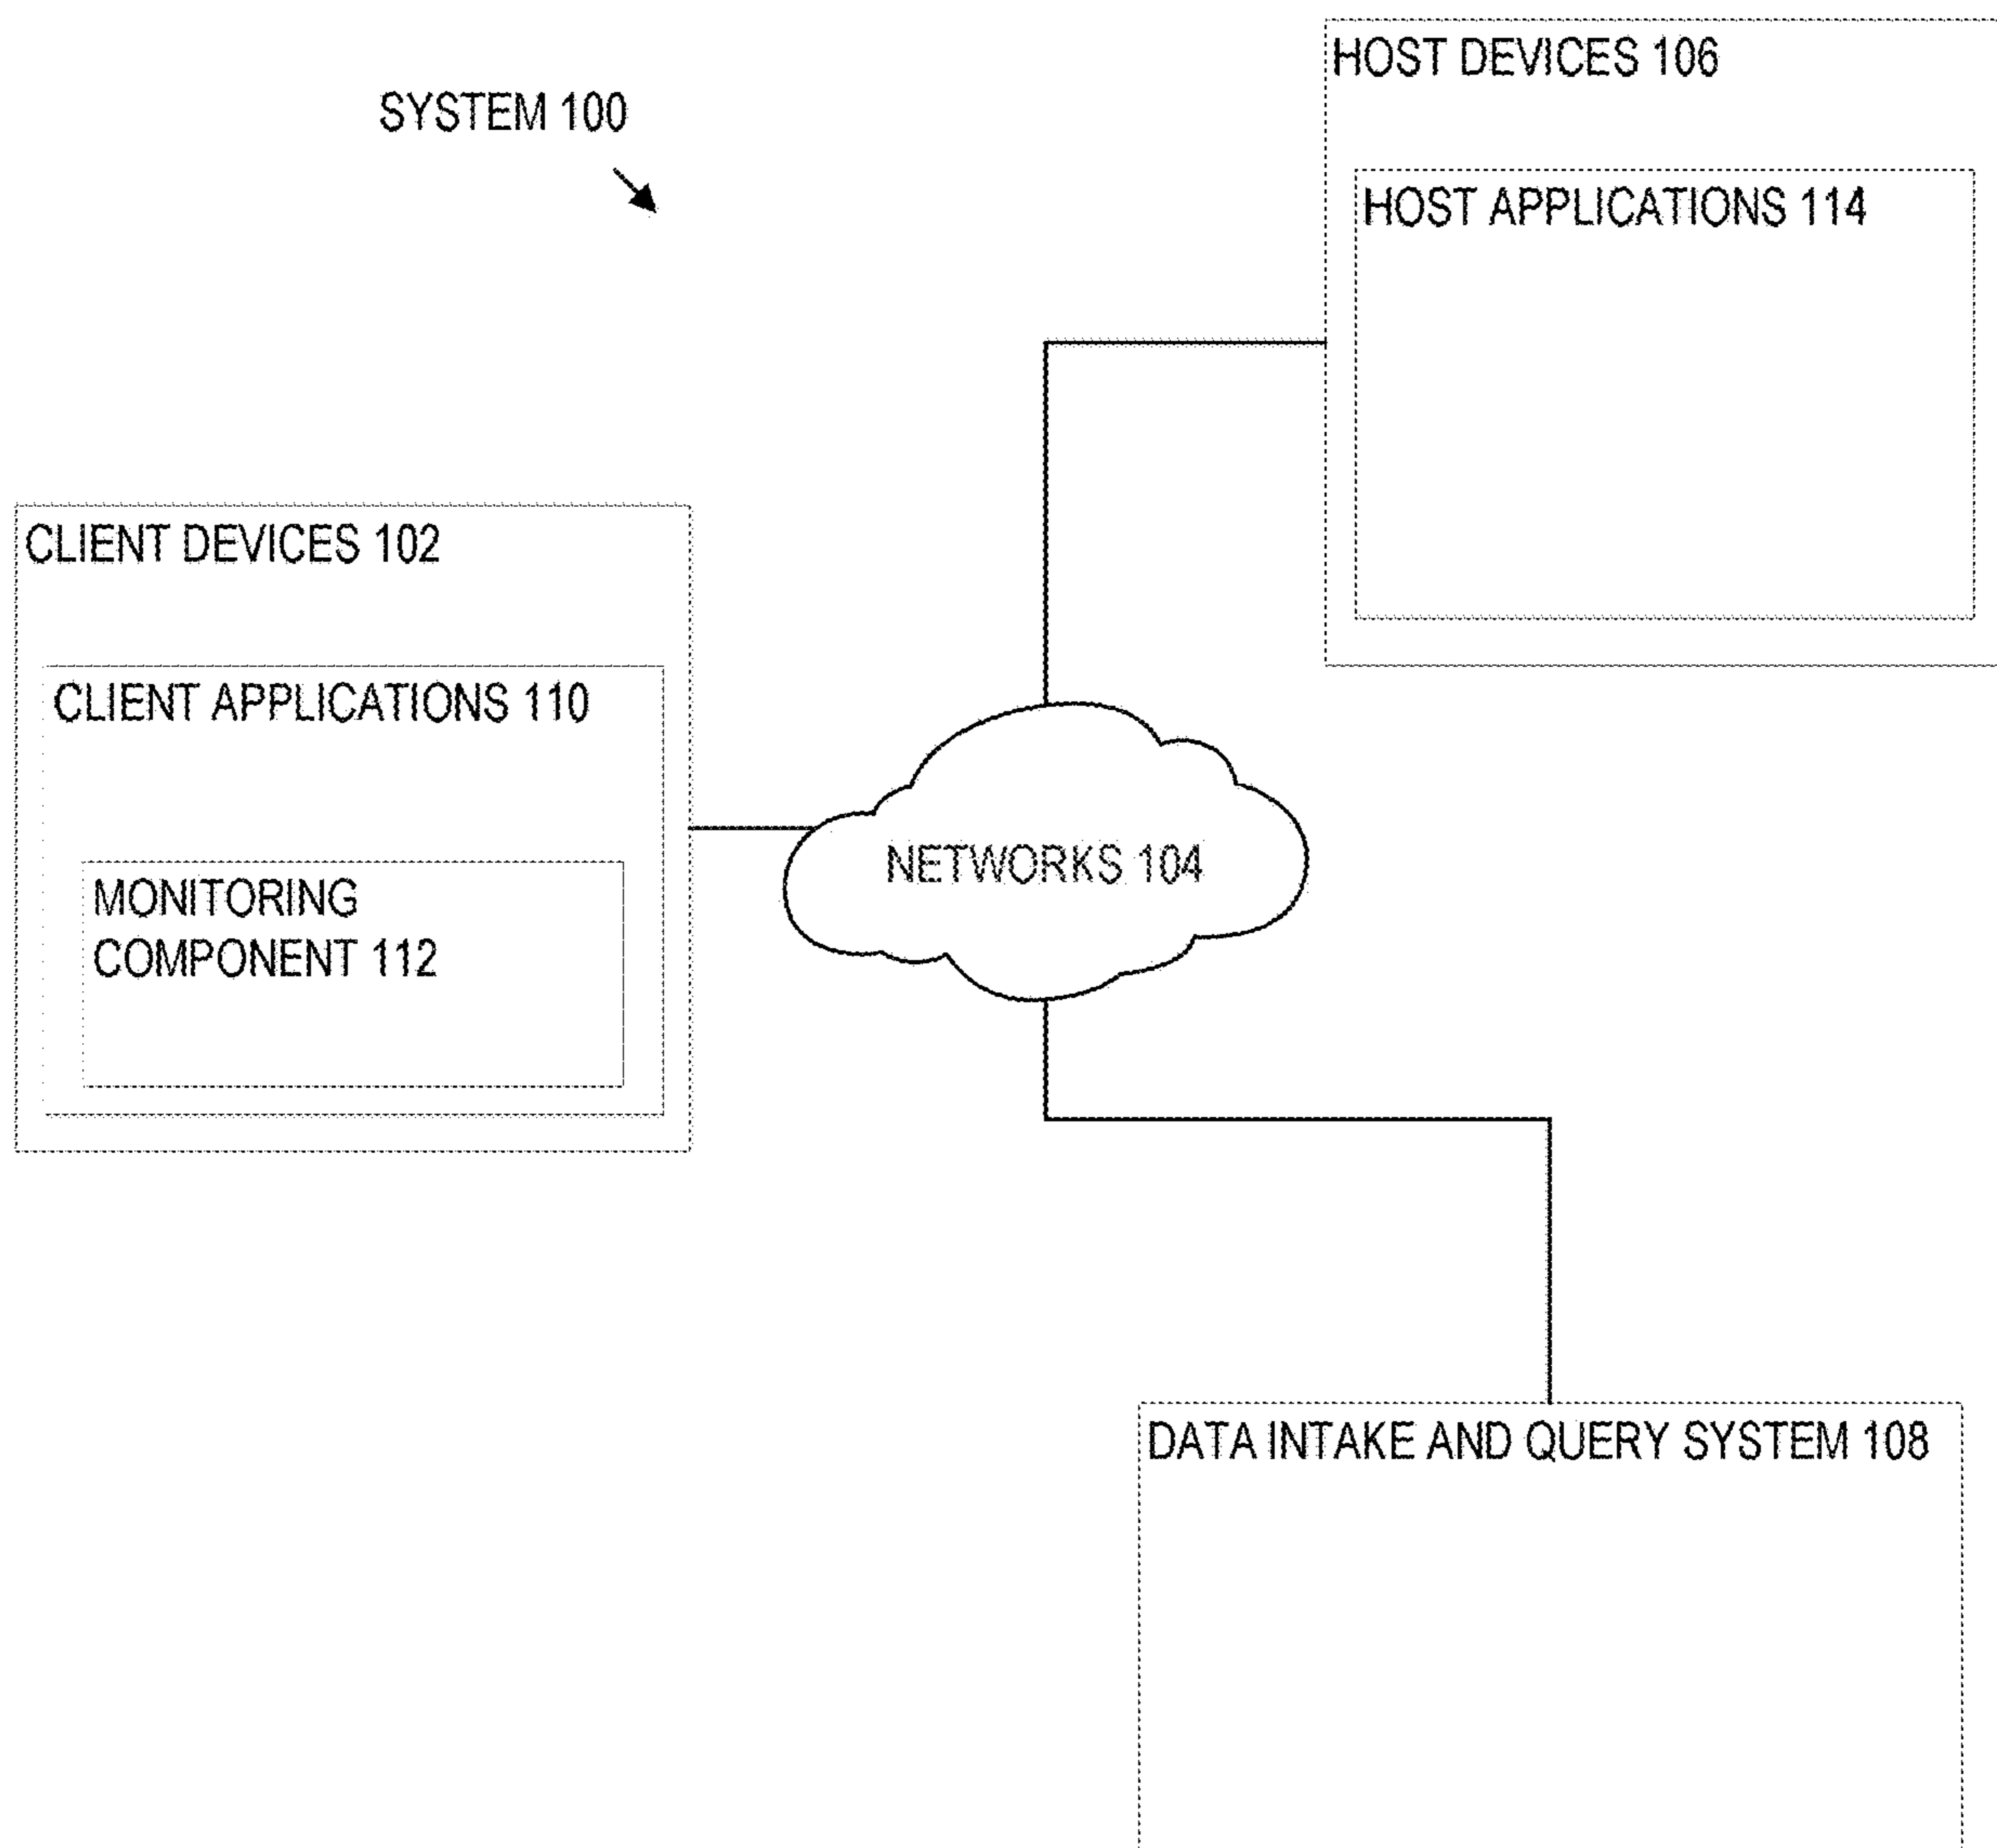 SYSTEM 100
HOST DEVICES 106
HOST APPLICATIONS 114
CLIENT DEVICES 102
CLIENT APPLICATIONS 110
MONITORING
COMPONENT 112
NETWORKS 104
DATA INTAKE AND QUERY SYSTEM 108